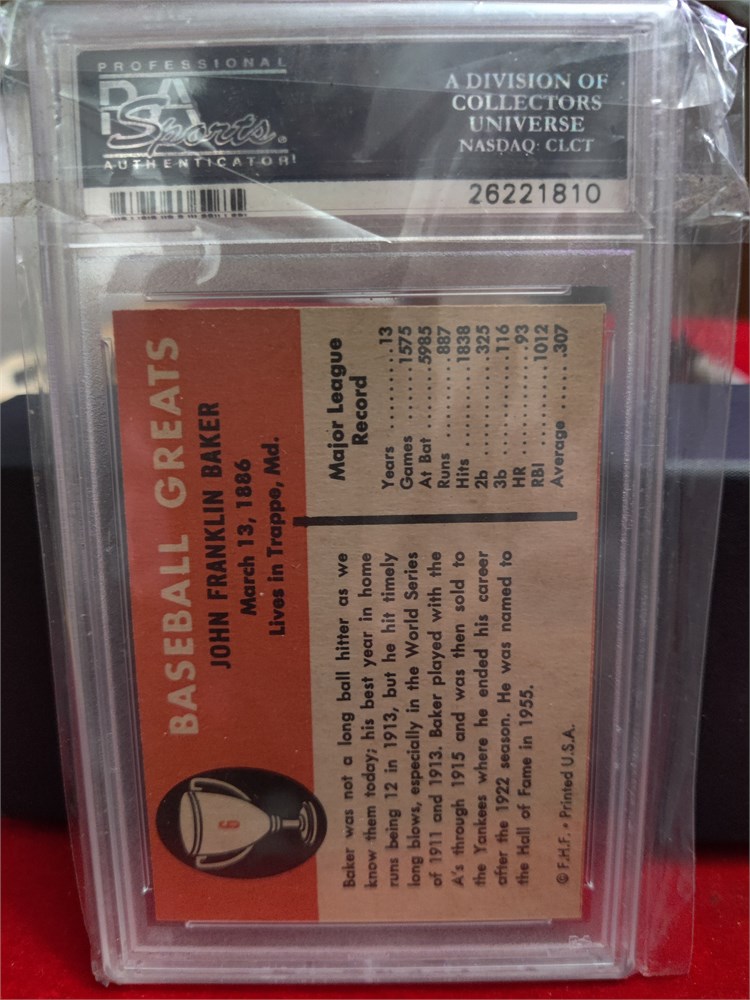 PROFESSIONAL
PSA
Sports
AUTHENTICATOR
A DIVISION OF
COLLECTORS
UNIVERSE
NASDAQ: CLCT
26221810
BASEBALL GREATS
JOHN FRANKLIN BAKER
March 13, 1886
Lives in Trappe, Md.
6
Baker was not a long ball hitter as we
know them today; his best year in home
runs being 12 in 1913, but he hit timely
long blows, especially in the World Series
of 1911 and 1913. Baker played with the
A's through 1915 and was then sold to
the Yankees where he ended his career
after the 1922 season. He was named to
the Hall of Fame in 1955.
© F.H.F. • Printed U.S.A.
Major League
Record
Years ..........13
Games ........1575
At Bat .......5985
Runs ..........887
Hits ..........1838
2b ............325
3b ............116
HR ............93
RBI ..........1012
Average ......307